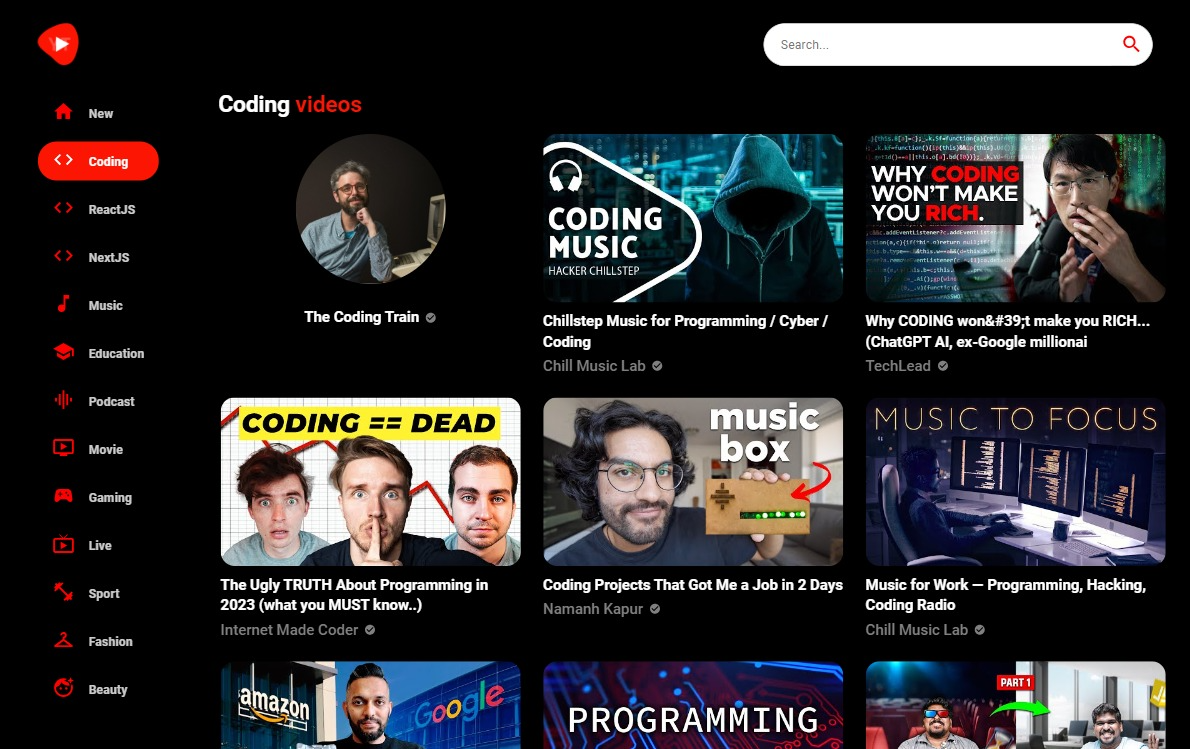 Search...
New
Coding
ReactJS
NextJS
Music
Education
Podcast
Movie
Gaming
Live
Sport
Fashion
Beauty
Coding videos
The Coding Train
CODING
MUSIC
HACKER CHILLSTEP
Chillstep Music for Programming / Cyber /
Coding
Chill Music Lab
WHY CODING
WON'T MAKE
YOU RICH.
Why CODING won&#39;t make you RICH...
(ChatGPT AI, ex-Google millionai
TechLead
CODING == DEAD
The Ugly TRUTH About Programming in
2023 (what you MUST know..)
Internet Made Coder
music
box
Coding Projects That Got Me a Job in 2 Days
Namanh Kapur
MUSIC TO FOCUS
Music for Work — Programming, Hacking,
Coding Radio
Chill Music Lab
amazon
Google
PROGRAMMING
PART 1